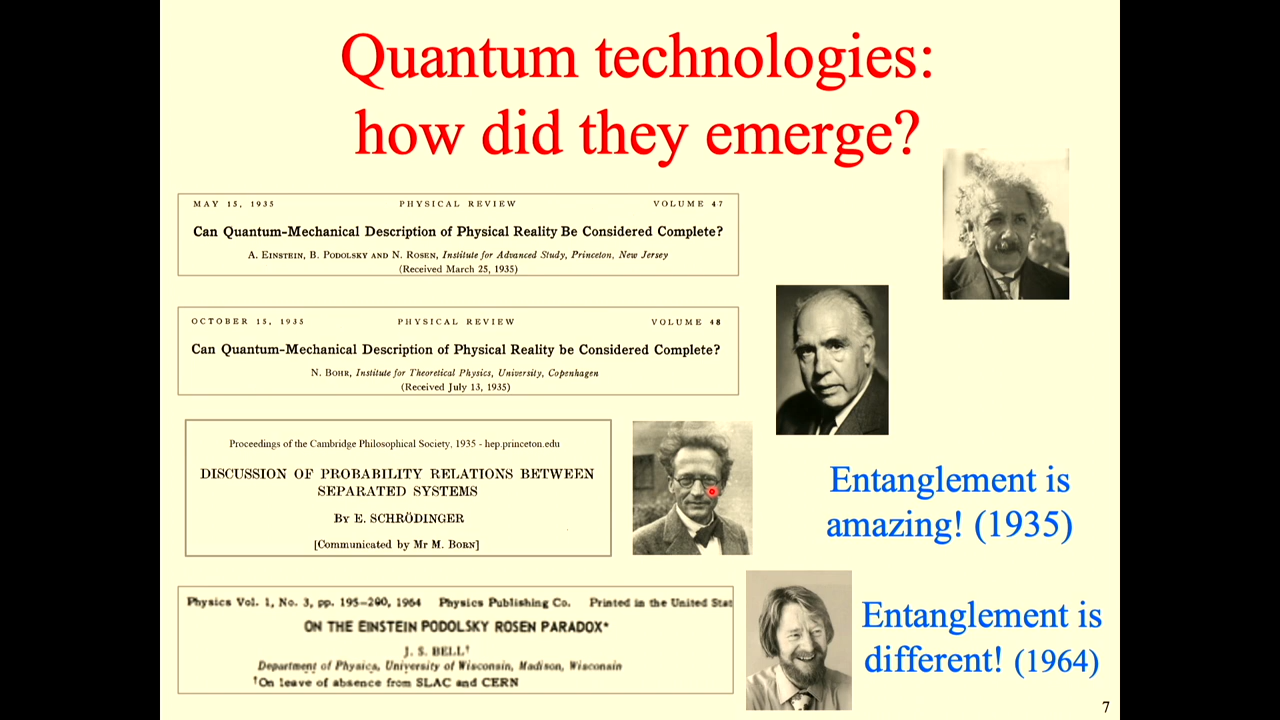 Quantum technologies:
how did they emerge?
MAY 15, 1935 PHYSICAL REVIEW VOLUME 47
Can Quantum-Mechanical Description of Physical Reality Be Considered Complete?
A. EINSTEIN, B. PODOLSKY AND N. ROSEN, Institute for Advanced Study, Princeton, New Jersey
(Received March 25, 1935)
OCTOBER 15, 1935 PHYSICAL REVIEW VOLUME 48
Can Quantum-Mechanical Description of Physical Reality be Considered Complete?
N. BOHR, Institute for Theoretical Physics, University, Copenhagen
(Received July 13, 1935)
Proceedings of the Cambridge Philosophical Society, 1935 - hep.princeton.edu
DISCUSSION OF PROBABILITY RELATIONS BETWEEN
SEPARATED SYSTEMS
BY E. SCHRÖDINGER
[Communicated by Mr M. BORN]
Entanglement is
amazing! (1935)
Physics Vol. 1, No. 3, pp. 195–200, 1964 Physics Publishing Co. Printed in the United Stat
ON THE EINSTEIN PODOLSKY ROSEN PARADOX*
J. S. BELL†
Department of Physics, University of Wisconsin, Madison, Wisconsin
†On leave of absence from SLAC and CERN
Entanglement is
different! (1964)
7